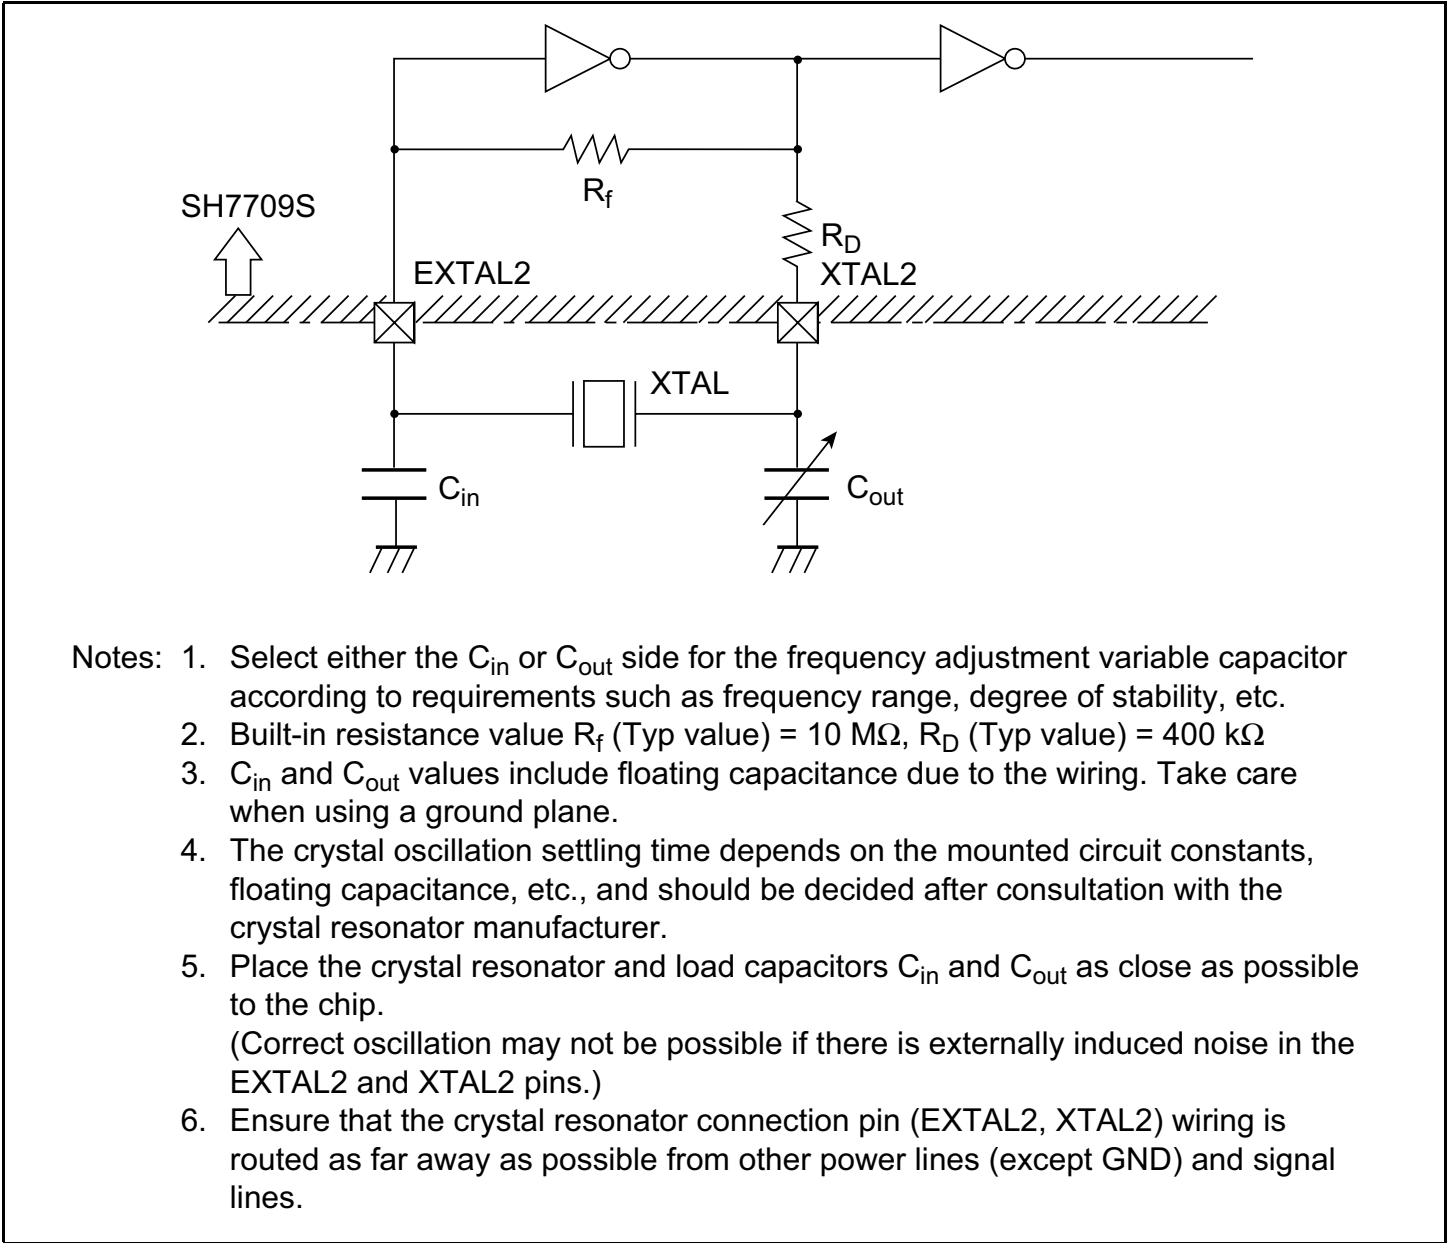 R_f
SH7709S
R_D
EXTAL2
XTAL2
XTAL
C_in
C_out
Notes: 1. Select either the C_in or C_out side for the frequency adjustment variable capacitor
according to requirements such as frequency range, degree of stability, etc.
2. Built-in resistance value R_f (Typ value) = 10 MΩ, R_D (Typ value) = 400 kΩ
3. C_in and C_out values include floating capacitance due to the wiring. Take care
when using a ground plane.
4. The crystal oscillation settling time depends on the mounted circuit constants,
floating capacitance, etc., and should be decided after consultation with the
crystal resonator manufacturer.
5. Place the crystal resonator and load capacitors C_in and C_out as close as possible
to the chip.
(Correct oscillation may not be possible if there is externally induced noise in the
EXTAL2 and XTAL2 pins.)
6. Ensure that the crystal resonator connection pin (EXTAL2, XTAL2) wiring is
routed as far away as possible from other power lines (except GND) and signal
lines.